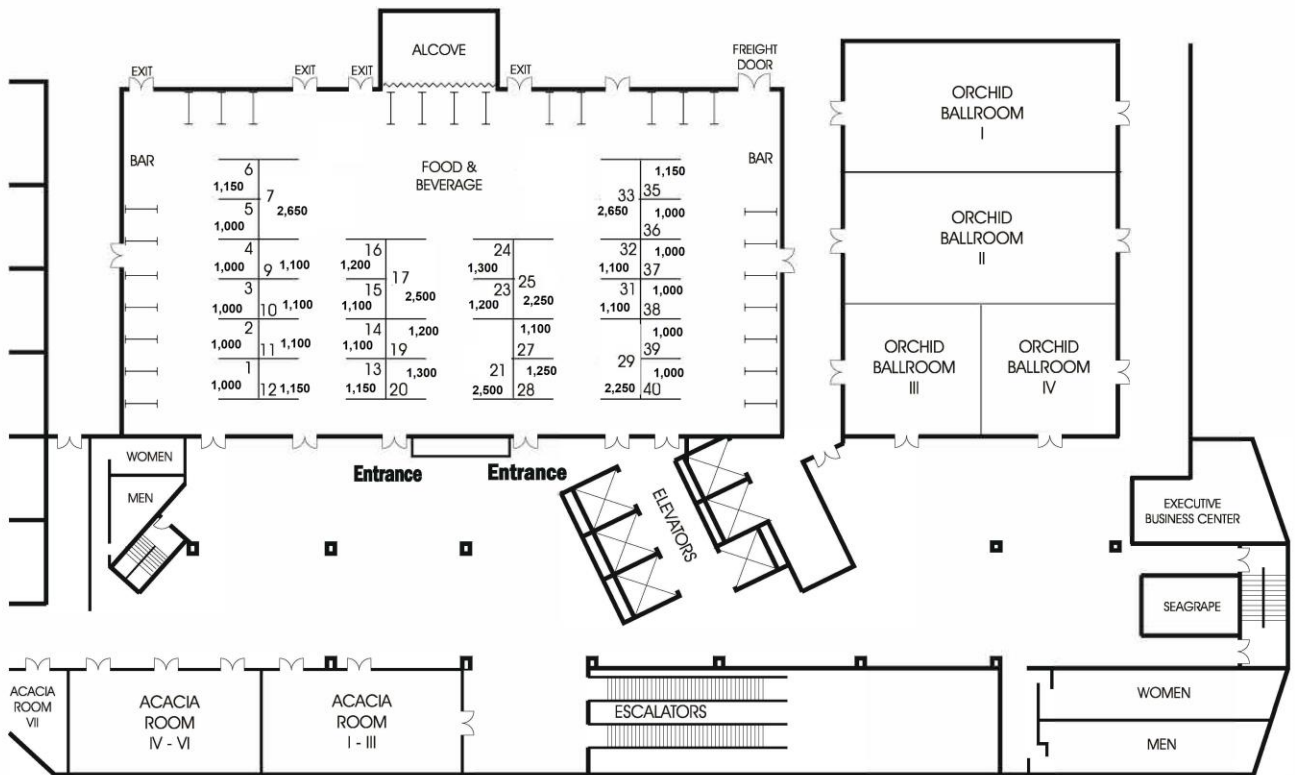 ALCOVE
EXIT
EXIT
EXIT
EXIT
FREIGHT
DOOR
BAR
FOOD &
BEVERAGE
BAR
6
1,150
7
2,650
5
1,000
4
1,000
9
1,100
3
1,000
10
1,100
2
1,000
11
1,100
1
1,000
12
1,150
16
1,200
17
2,500
15
1,100
14
1,100
1,200
19
13
1,150
1,300
20
24
1,300
25
2,250
23
1,200
1,100
27
21
2,500
1,250
28
1,150
33
35
2,650
1,000
36
32
1,100
1,000
37
31
1,100
1,000
38
1,000
39
29
2,250
1,000
40
ORCHID
BALLROOM
I
ORCHID
BALLROOM
II
ORCHID
BALLROOM
III
ORCHID
BALLROOM
IV
WOMEN
MEN
Entrance
Entrance
ELEVATORS
EXECUTIVE
BUSINESS CENTER
SEAGRAPE
ACACIA
ROOM
VII
ACACIA
ROOM
IV - VI
ACACIA
ROOM
I - III
ESCALATORS
WOMEN
MEN